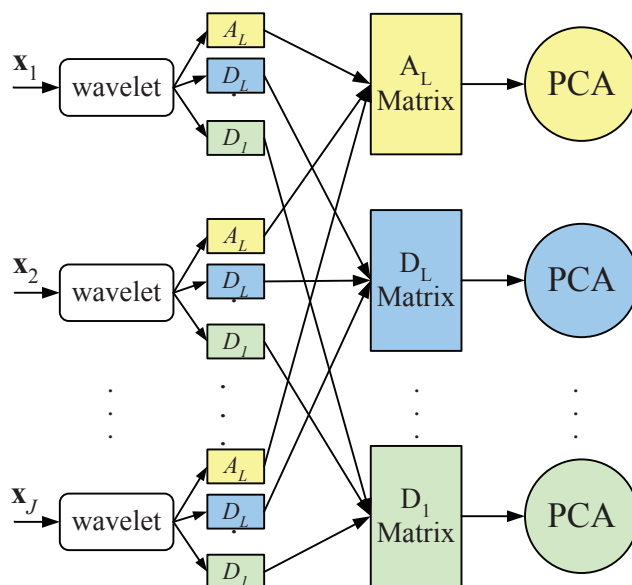 x1
wavelet
AL
DL
D1
AL
Matrix
PCA
x2
wavelet
AL
DL
D1
DL
Matrix
PCA
xJ
wavelet
AL
DL
D1
D1
Matrix
PCA